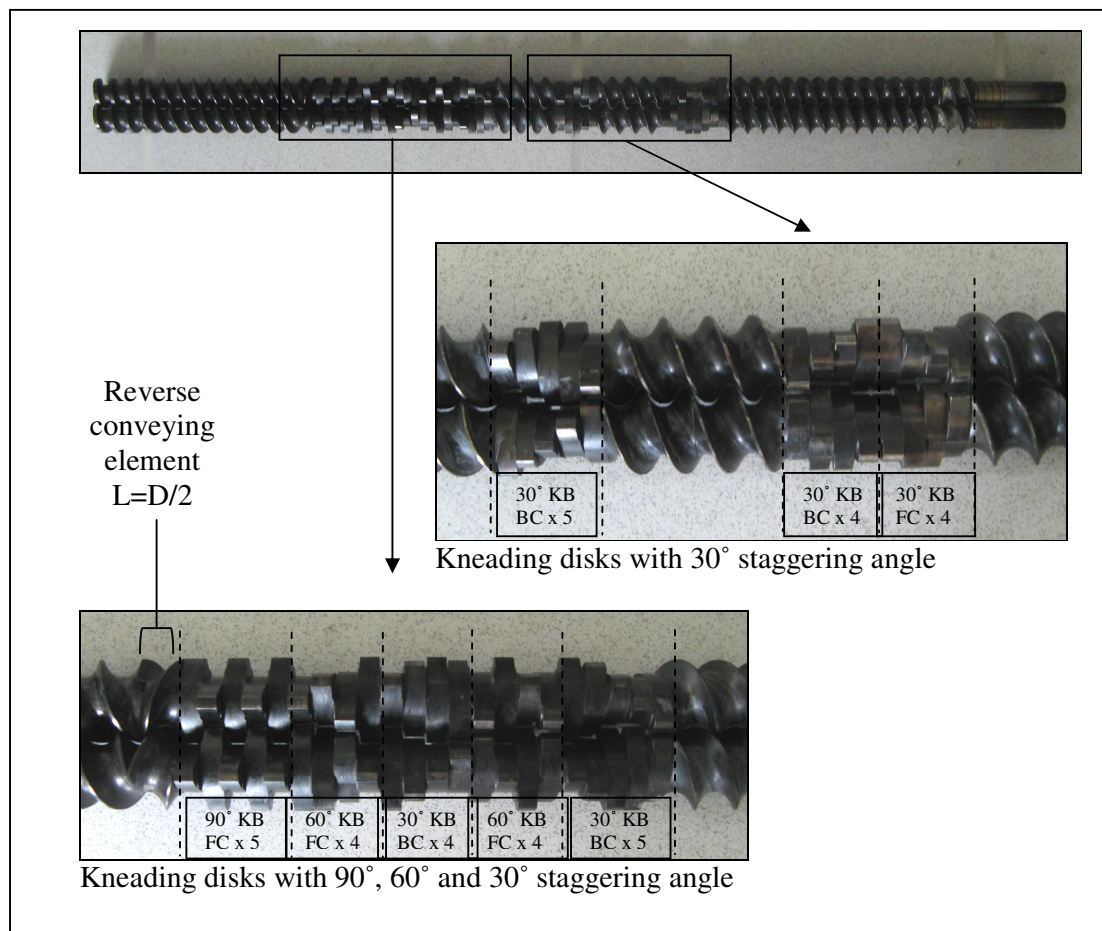 Reverse
conveying
element
L=D/2
30˚ KB
BC x 5
30˚ KB
BC x 4
30˚ KB
FC x 4
Kneading disks with 30˚ staggering angle
90˚ KB
FC x 5
60˚ KB
FC x 4
30˚ KB
BC x 4
60˚ KB
FC x 4
30˚ KB
BC x 5
Kneading disks with 90˚, 60˚ and 30˚ staggering angle